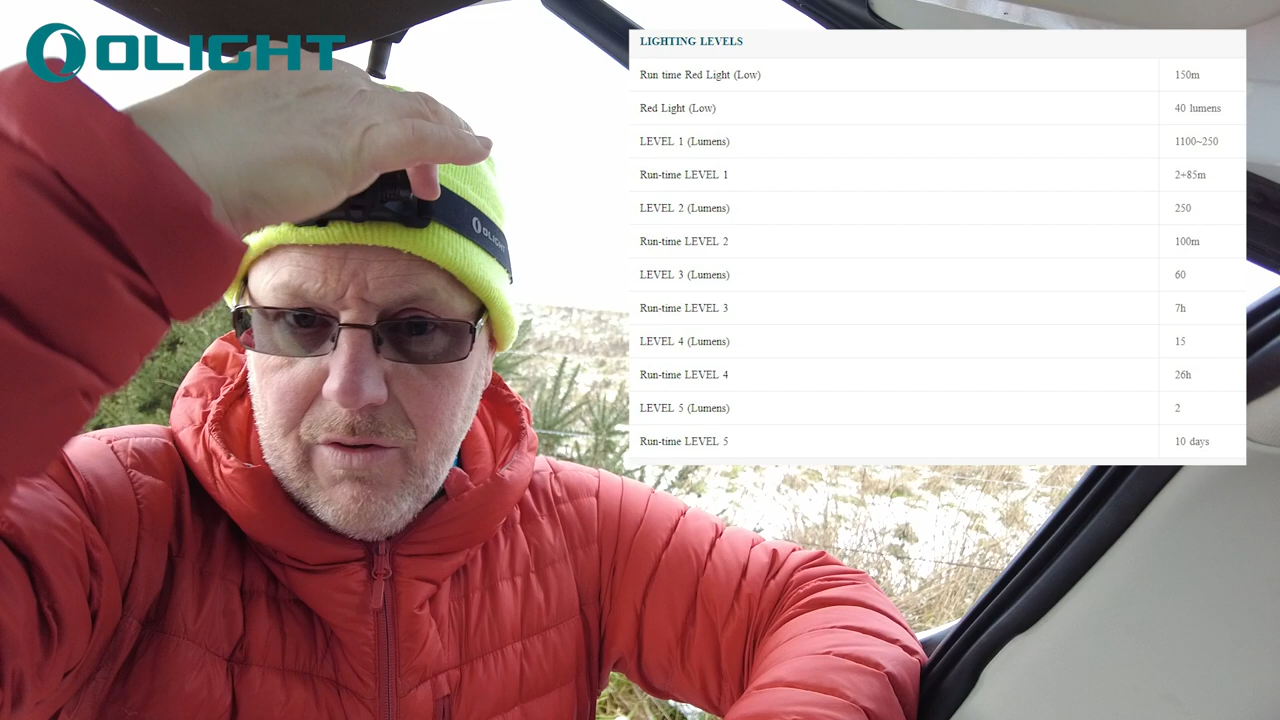 OLIGHT
LIGHTING LEVELS
Run time Red Light (Low) 150m
Red Light (Low) 40 lumens
LEVEL 1 (Lumens) 1100~250
Run-time LEVEL 1 2+85m
LEVEL 2 (Lumens) 250
Run-time LEVEL 2 100m
LEVEL 3 (Lumens) 60
Run-time LEVEL 3 7h
LEVEL 4 (Lumens) 15
Run-time LEVEL 4 26h
LEVEL 5 (Lumens) 2
Run-time LEVEL 5 10 days
OLIGHT